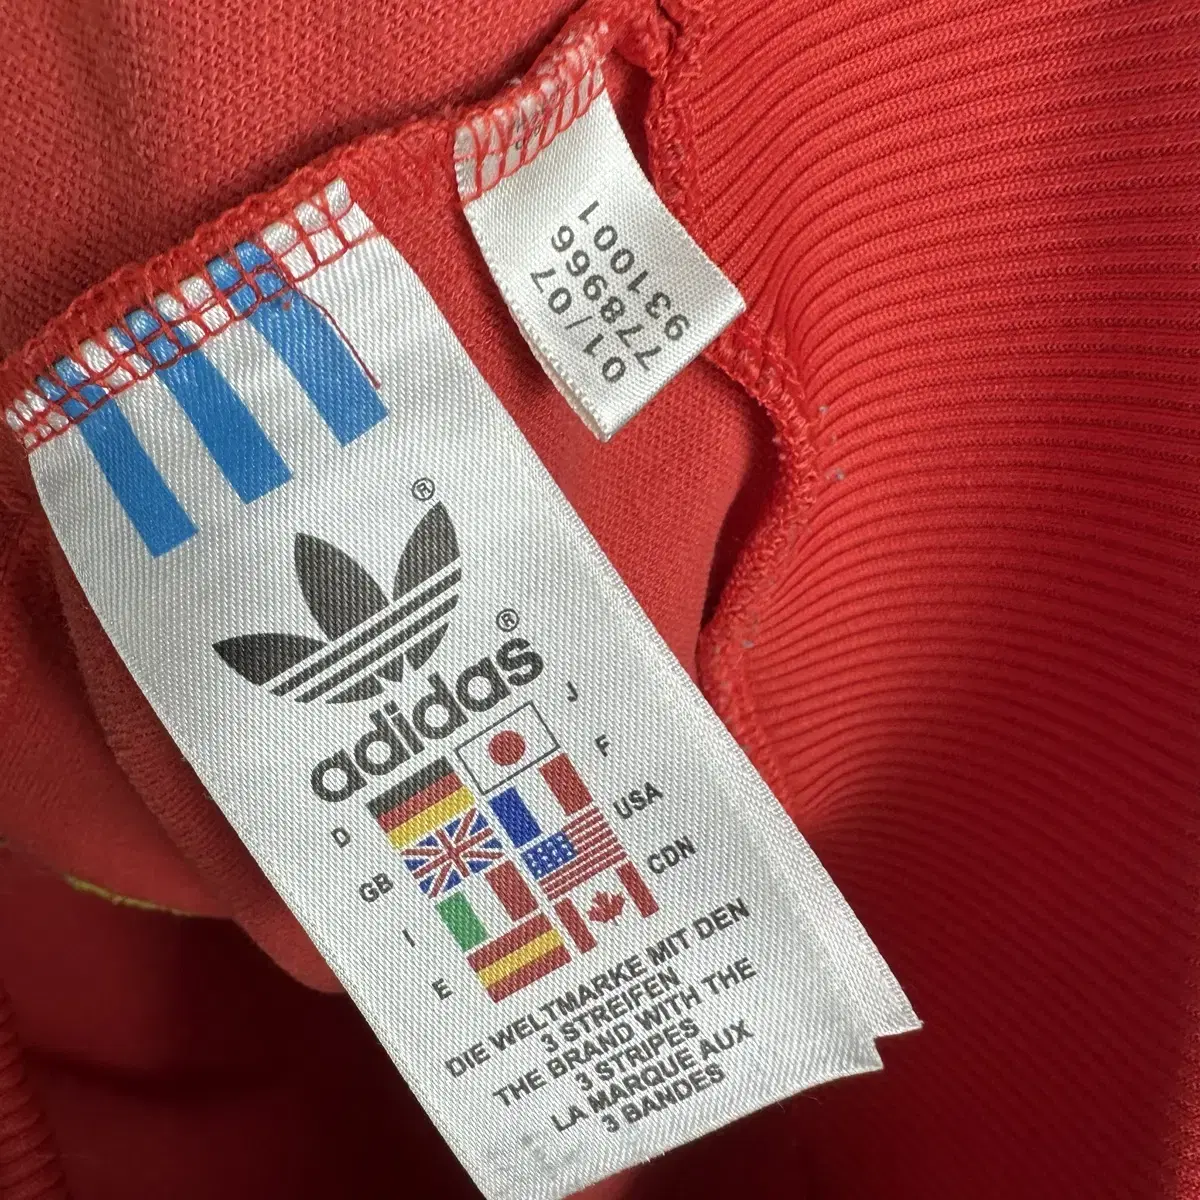 01/07
778966
931001
1
®
®
adidas
J
D
F
GB
USA
I
CDN
E
DIE WELTMARKE MIT DEN
3 STREIFEN
THE BRAND WITH THE
3 STRIPES
LA MARQUE AUX
3 BANDES